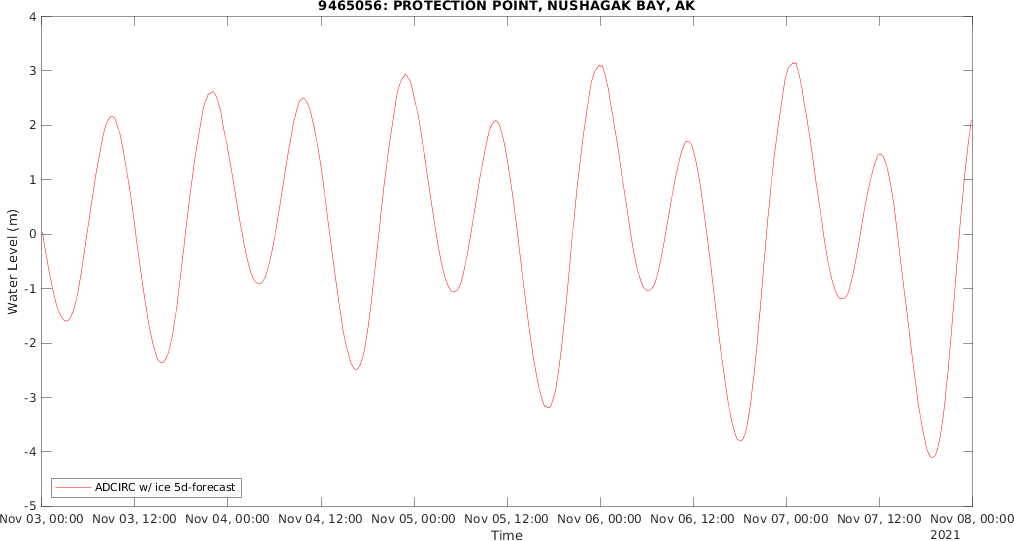 9465056: PROTECTION POINT, NUSHAGAK BAY, AK
4
3
2
1
0
-1
-2
-3
-4
-5
Water Level (m)
ADCIRC w/ ice 5d-forecast
Nov 03, 00:00 Nov 03, 12:00 Nov 04, 00:00 Nov 04, 12:00 Nov 05, 00:00 Nov 05, 12:00 Nov 06, 00:00 Nov 06, 12:00 Nov 07, 00:00 Nov 07, 12:00 Nov 08, 00:00
Time
2021